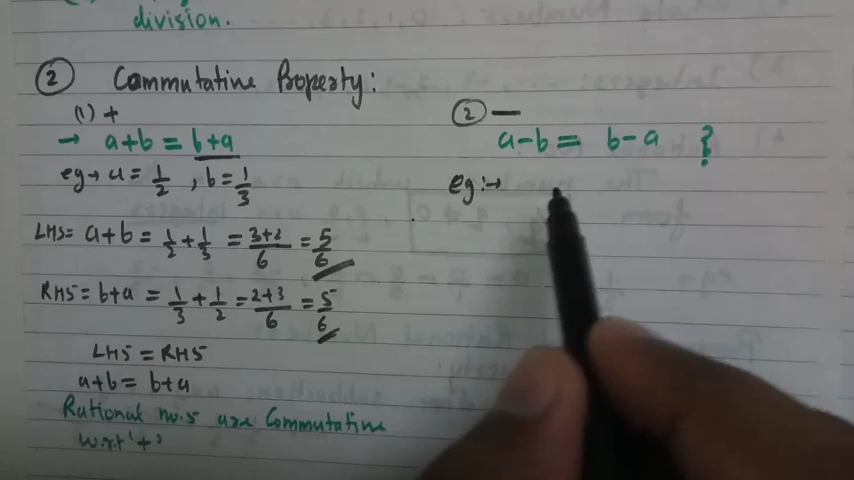 division.
② Commutative Property:
(1) +
→ a+b = b+a
eg→ a = 1/2 , b = 1/3
LHS = a+b = 1/2 + 1/3 = 3+2/6 = 5/6
RHS = b+a = 1/3 + 1/2 = 2+3/6 = 5/6
LHS = RHS
a+b = b+a
Rational no.s are Commutative
w.r.t '+'
② —
a-b = b-a ?
eg:→